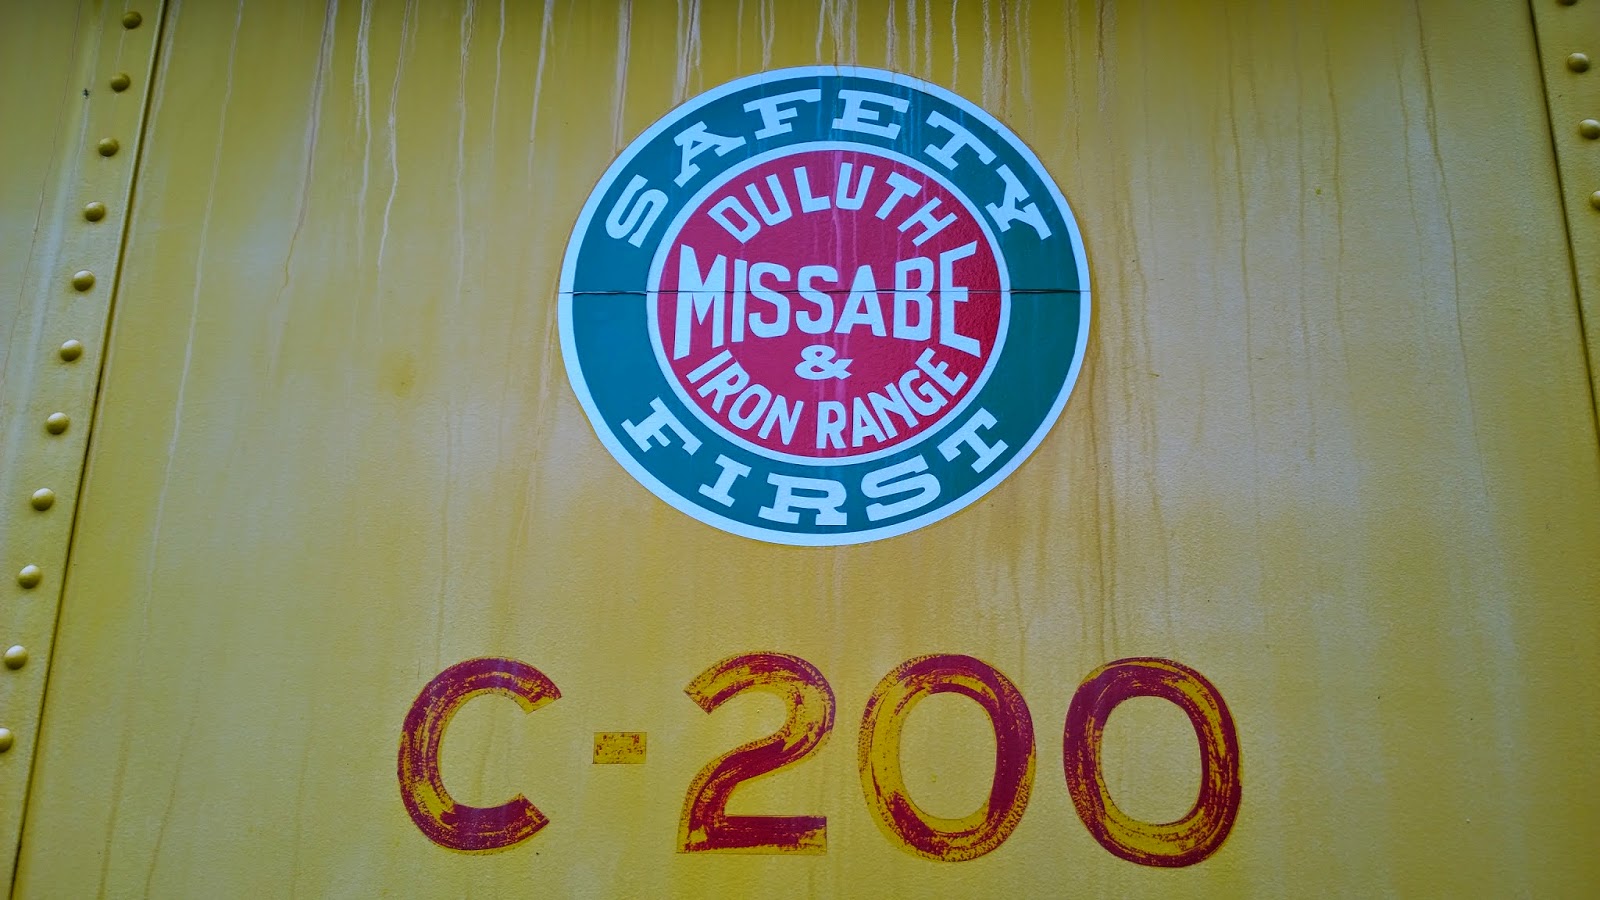 SAFETY
DULUTH
MISSABE
&
IRON RANGE
FIRST
C-200